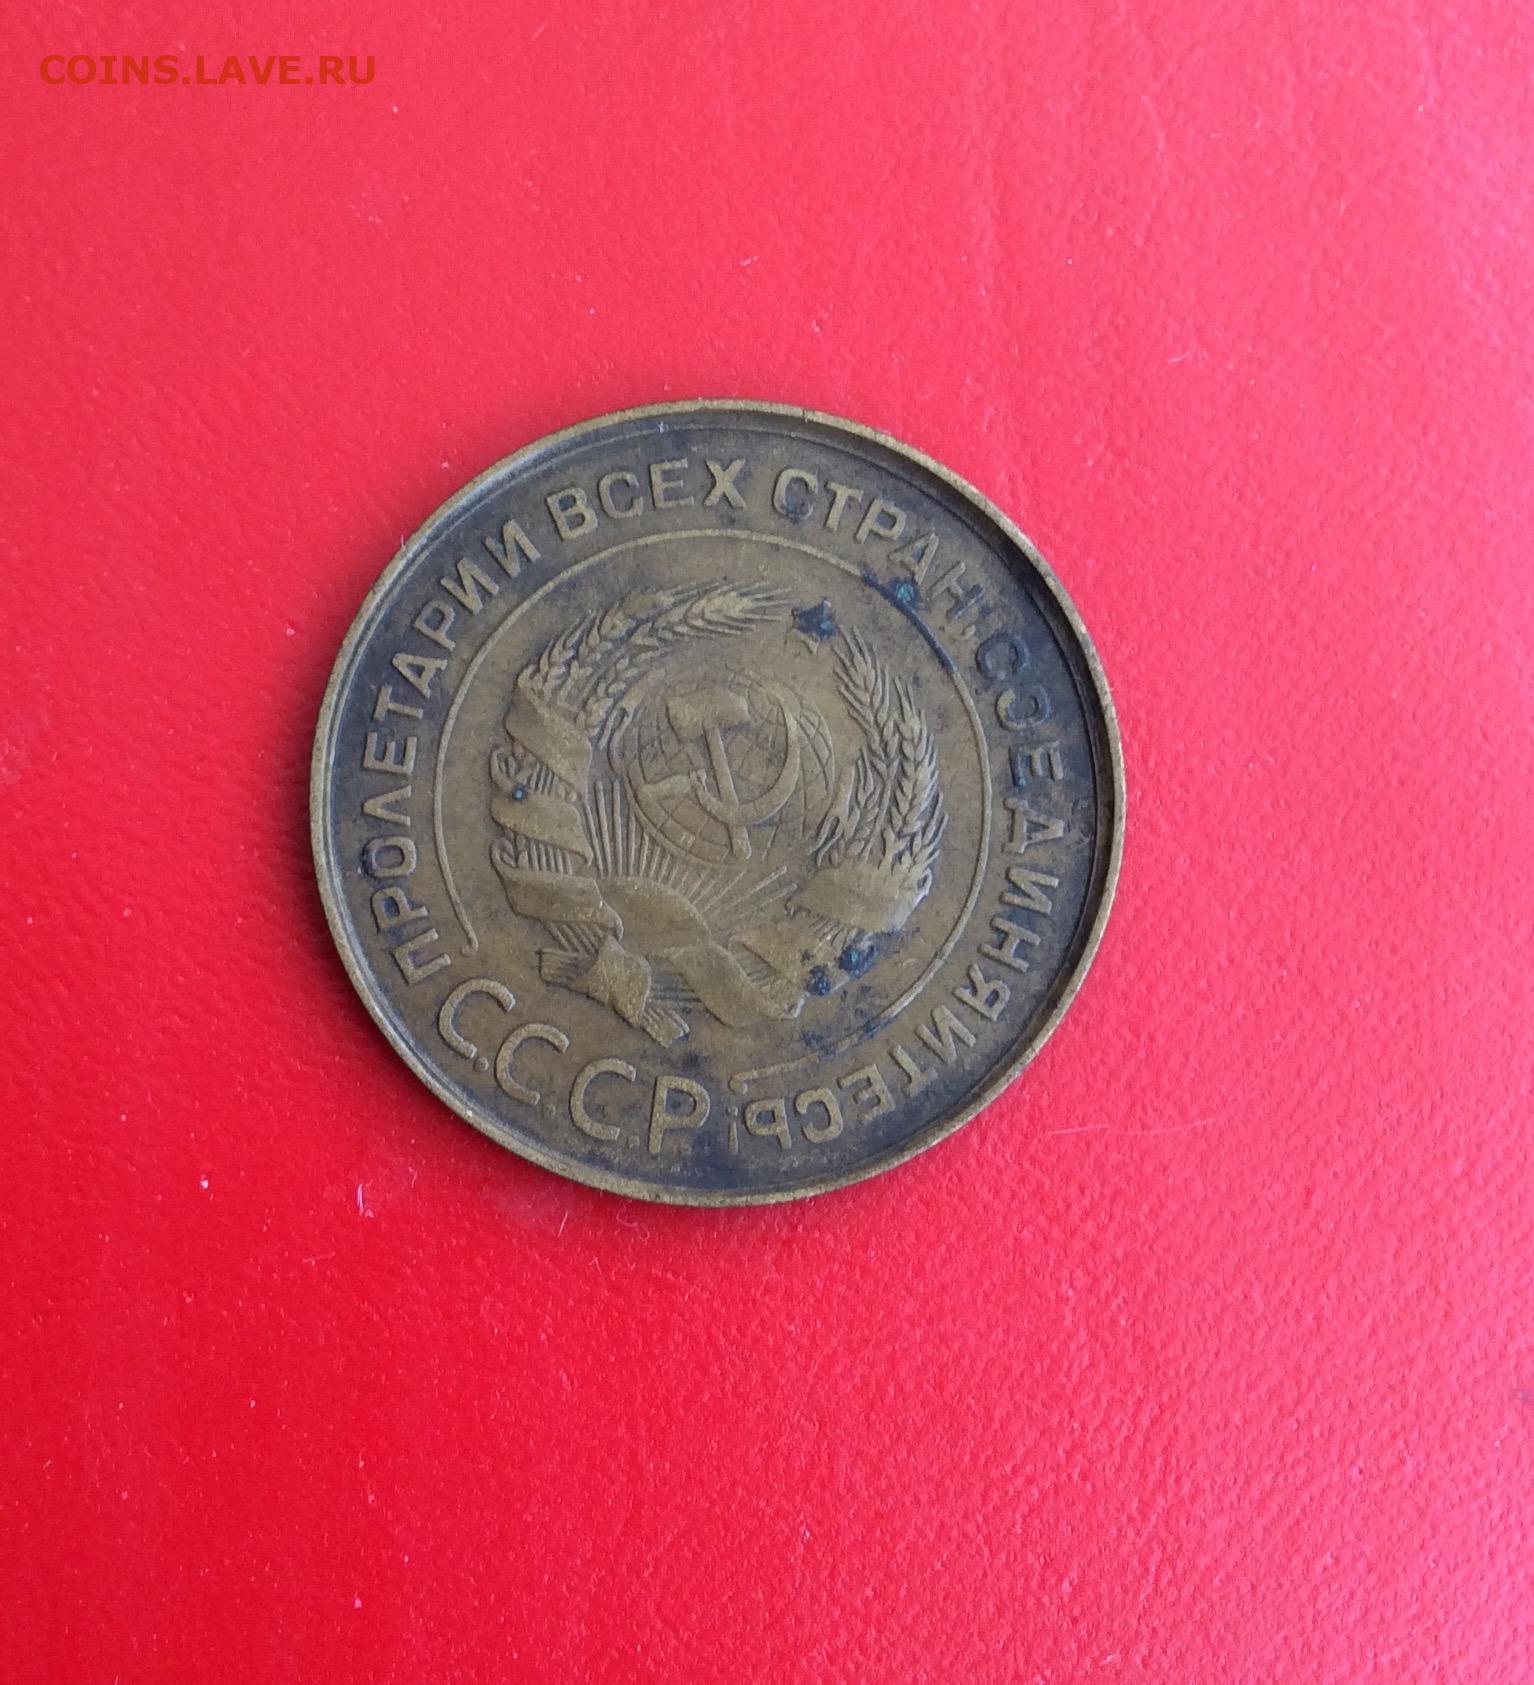 COINS.LAVE.RU
ПРОЛЕТАРИИ ВСЕХ СТРАН, СОЕДИНЯЙТЕСЬ!
С.С.С.Р.